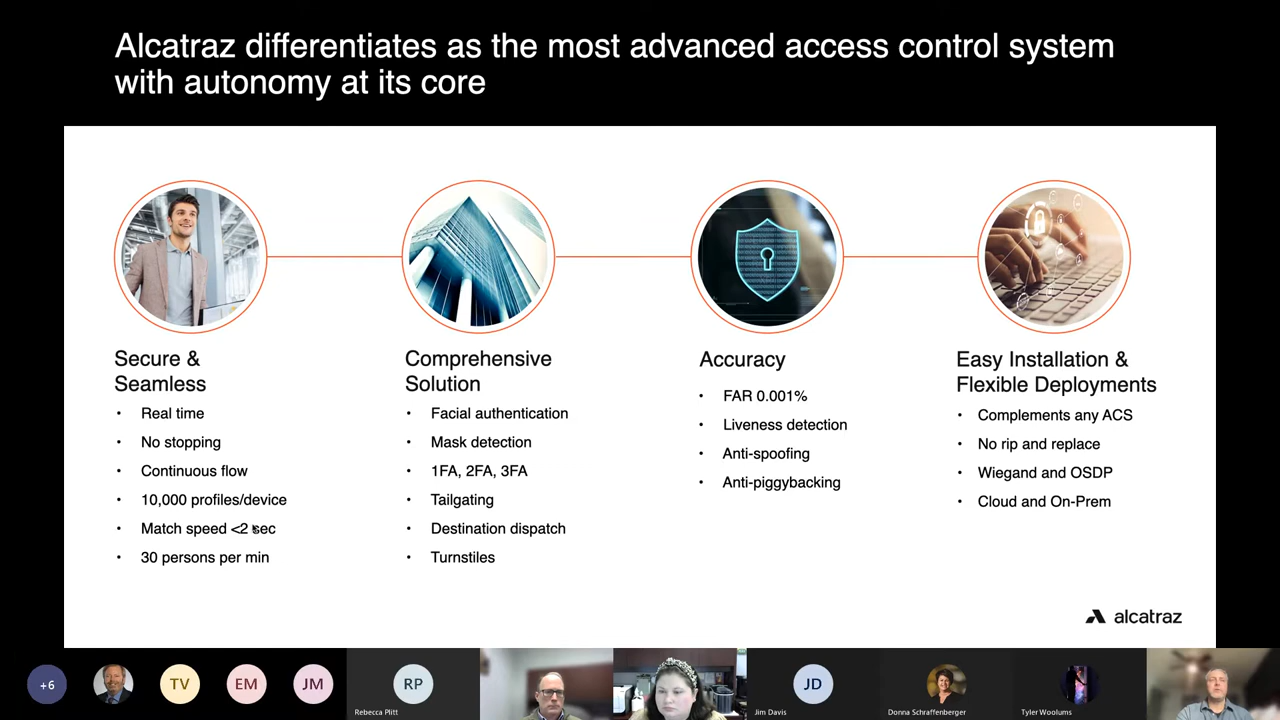 Alcatraz differentiates as the most advanced access control system
with autonomy at its core
Secure &
Seamless
• Real time
• No stopping
• Continuous flow
• 10,000 profiles/device
• Match speed <2 sec
• 30 persons per min
Comprehensive
Solution
• Facial authentication
• Mask detection
• 1FA, 2FA, 3FA
• Tailgating
• Destination dispatch
• Turnstiles
Accuracy
• FAR 0.001%
• Liveness detection
• Anti-spoofing
• Anti-piggybacking
Easy Installation &
Flexible Deployments
• Complements any ACS
• No rip and replace
• Wiegand and OSDP
• Cloud and On-Prem
alcatraz
+6
TV
EM
JM
RP
Rebecca Plitt
JD
Jim Davis
Donna Schraffenberger
Tyler Woolums